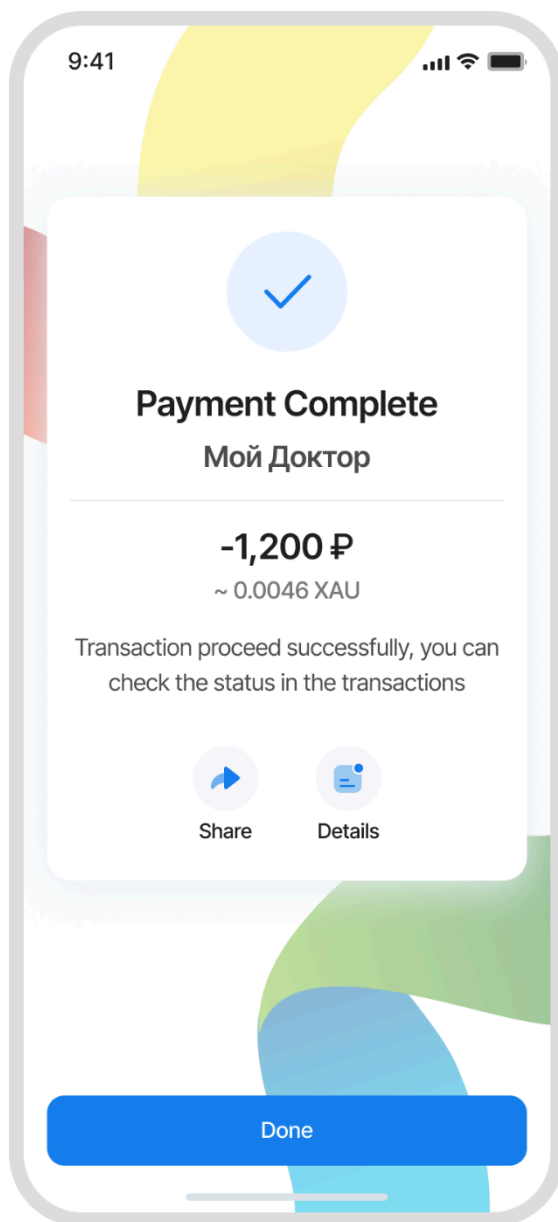 9:41
Payment Complete
Мой Доктор
-1,200 ₽
~ 0.0046 XAU
Transaction proceed successfully, you can
check the status in the transactions
Share Details
Done